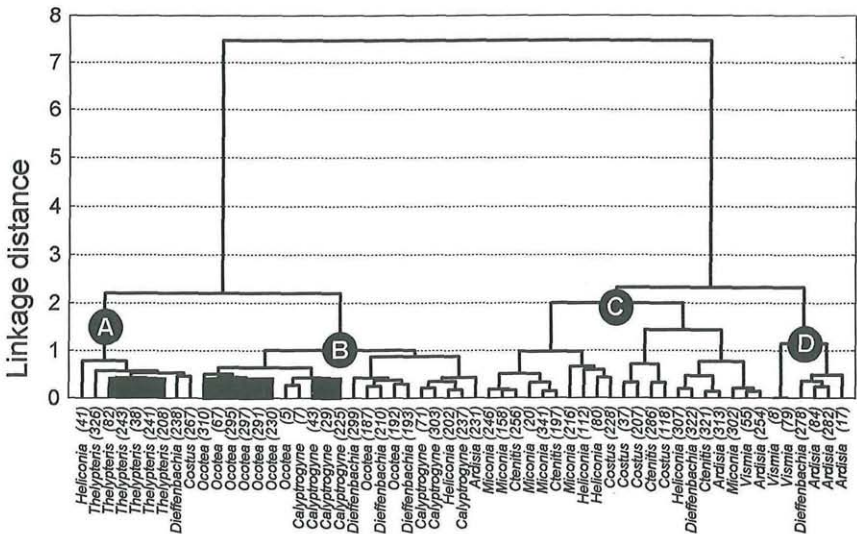 8
7
6
5
4
3
2
1
0
Linkage distance
A
B
C
D
Heliconia (41)
Thelypteris (326)
Thelypteris (82)
Thelypteris (243)
Thelypteris (38)
Thelypteris (241)
Thelypteris (208)
Dieffenbachia (238)
Costus (267)
Ocotea (310)
Ocotea (67)
Ocotea (295)
Ocotea (297)
Ocotea (291)
Ocotea (230)
Ocotea (5)
Calyptrogyne (7)
Calyptrogyne (43)
Calyptrogyne (29)
Calyptrogyne (225)
Dieffenbachia (299)
Ocotea (187)
Dieffenbachia (210)
Ocotea (192)
Dieffenbachia (193)
Calyptrogyne (1)
Calyptrogyne (303)
Heliconia (202)
Calyptrogyne (237)
Ardisia (231)
Miconia (246)
Miconia (158)
Ctenitis (256)
Miconia (20)
Miconia (341)
Ctenitis (197)
Miconia (216)
Heliconia (112)
Heliconia (80)
Costus (228)
Costus (37)
Costus (207)
Ctenitis (286)
Costus (118)
Heliconia (307)
Dieffenbachia (322)
Ctenitis (321)
Ardisia (313)
Miconia (302)
Vismia (55)
Ardisia (254)
Vismia (8)
Vismia (79)
Dieffenbachia (278)
Ardisia (84)
Ardisia (282)
Ardisia (17)